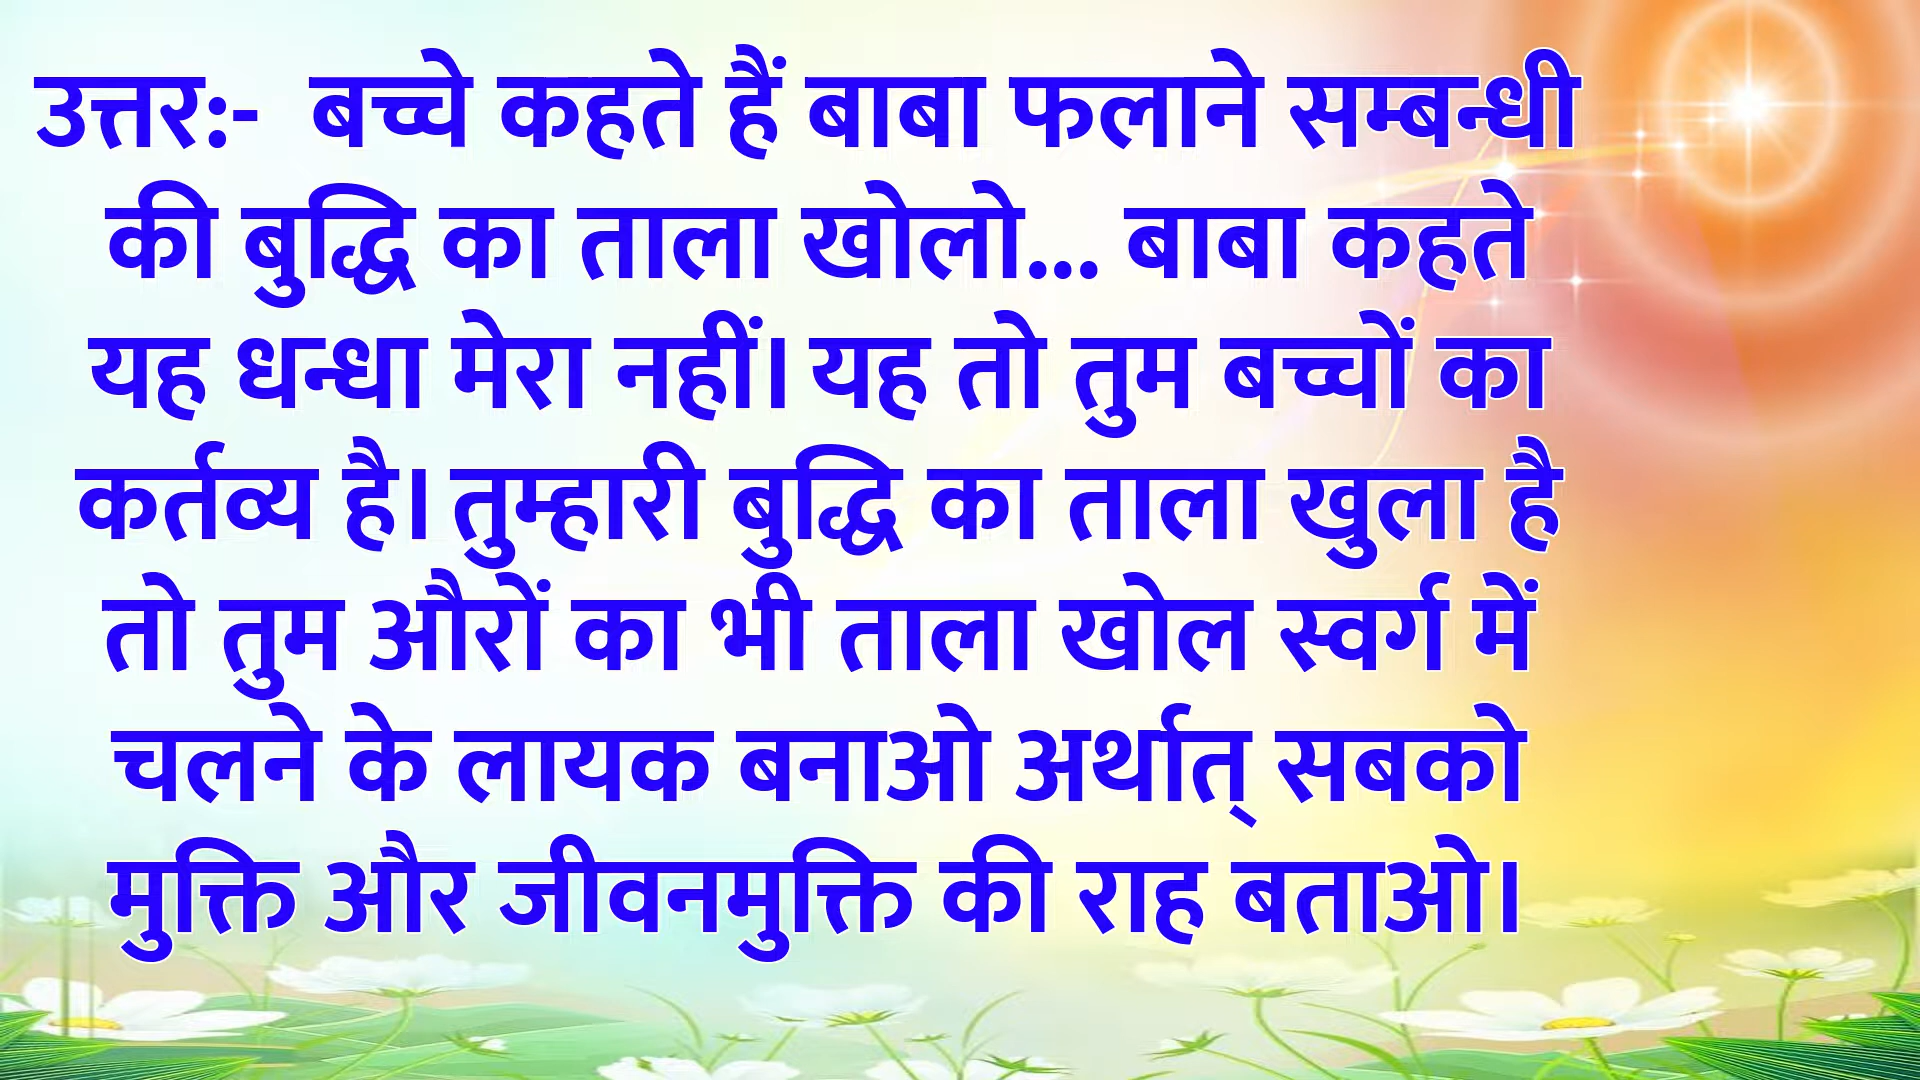 उत्तर:- बच्चे कहते हैं बाबा फलाने सम्बन्धी
की बुद्धि का ताला खोलो... बाबा कहते
यह धन्धा मेरा नहीं। यह तो तुम बच्चों का
कर्तव्य है। तुम्हारी बुद्धि का ताला खुला है
तो तुम औरों का भी ताला खोल स्वर्ग में
चलने के लायक बनाओ अर्थात् सबको
मुक्ति और जीवनमुक्ति की राह बताओ।